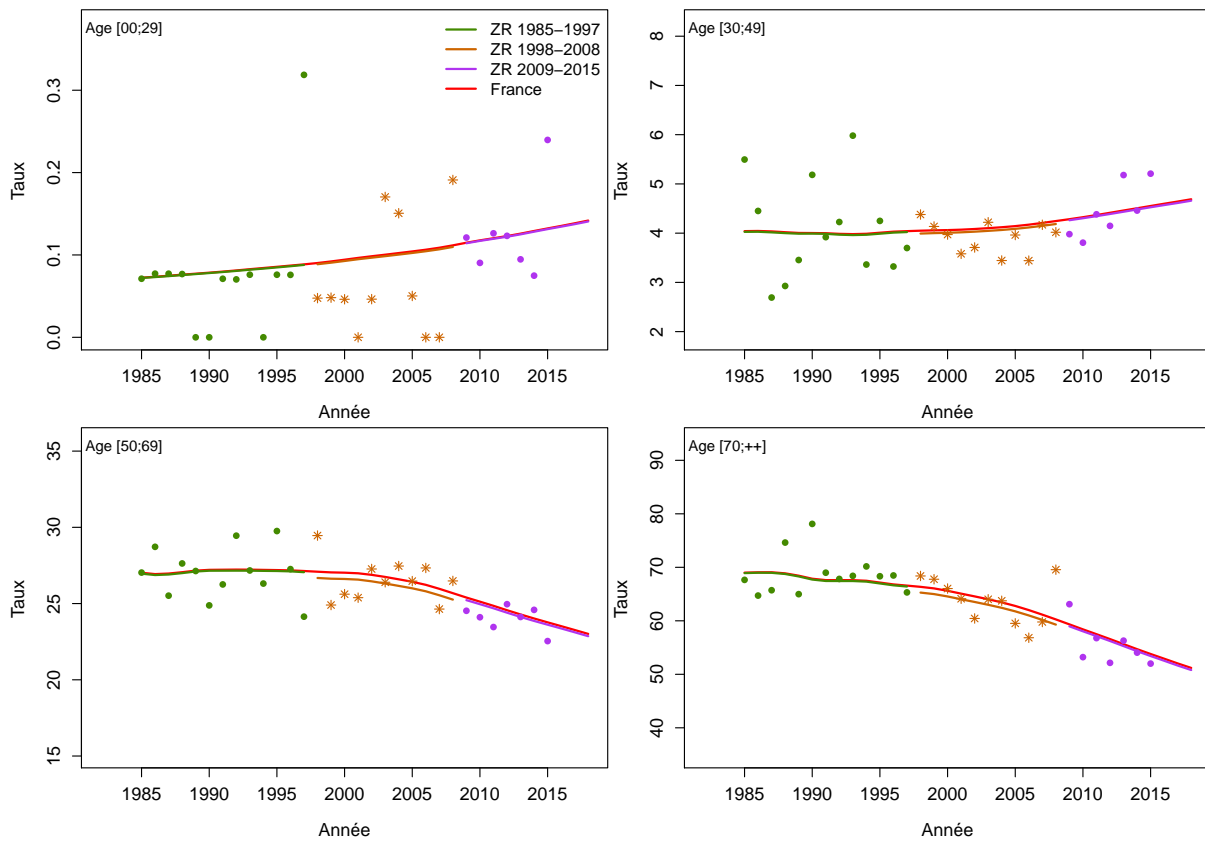 Age [00;29]
ZR 1985−1997
ZR 1998−2008
ZR 2009−2015
France
Taux
0.0 0.1 0.2 0.3
1985 1990 1995 2000 2005 2010 2015
Année
Age [30;49]
Taux
2 3 4 5 6 7 8
1985 1990 1995 2000 2005 2010 2015
Année
Age [50;69]
Taux
15 20 25 30 35
1985 1990 1995 2000 2005 2010 2015
Année
Age [70;++]
Taux
40 50 60 70 80 90
1985 1990 1995 2000 2005 2010 2015
Année